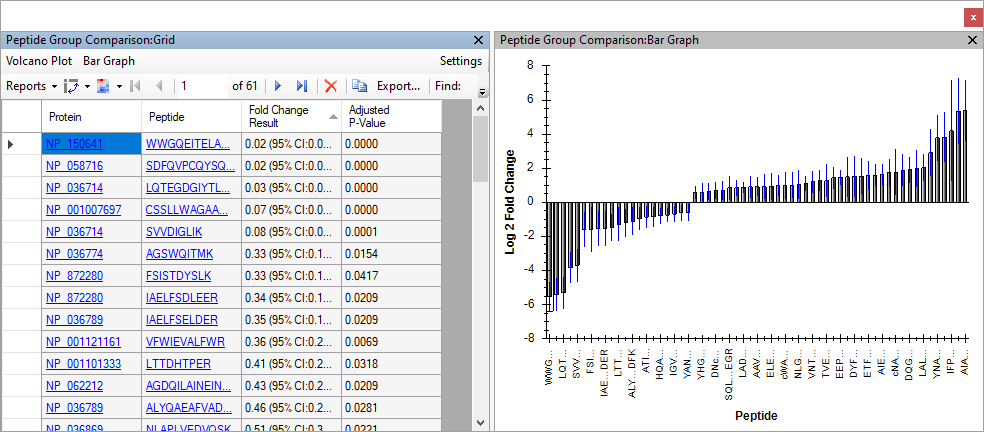 x
Peptide Group Comparison:Grid
Volcano Plot Bar Graph Settings
Reports 1 of 61 Export... Find:
Protein Peptide Fold Change Result Adjusted P-Value
NP_150641 WWGQEITELA... 0.02 (95% CI:0.0... 0.0000
NP_058716 SDFQVPCQYSQ... 0.02 (95% CI:0.0... 0.0000
NP_036714 LQTEGDGIYTL... 0.03 (95% CI:0.0... 0.0000
NP_001007697 CSSLLWAGAA... 0.07 (95% CI:0.0... 0.0000
NP_036714 SVVDIGLIK 0.08 (95% CI:0.0... 0.0001
NP_036774 AGSWQITMK 0.33 (95% CI:0.1... 0.0154
NP_872280 FSISTDYSLK 0.33 (95% CI:0.1... 0.0417
NP_872280 IAELFSDLEER 0.34 (95% CI:0.1... 0.0209
NP_036789 IAELFSELDER 0.35 (95% CI:0.1... 0.0209
NP_001121161 VFWIEVALFWR 0.36 (95% CI:0.2... 0.0069
NP_001101333 LTTDHTPER 0.41 (95% CI:0.2... 0.0318
NP_062212 AGDQILAINEIN... 0.43 (95% CI:0.2... 0.0209
NP_036789 ALYQAEAFVAD... 0.46 (95% CI:0.2... 0.0281
NP_036869 NLAPLVEDVQSK 0.51 (95% CI:0.3... 0.0221
Peptide Group Comparison:Bar Graph
Log 2 Fold Change
8
6
4
2
0
-2
-4
-6
-8
WWG...
LQT...
SVV...
FSI...
IAE...DER
LTT...
ALY...DFK
ATI...
HQA...
IGV...
YAN...
YHG...
DNc...
SQL...EGR
LAD...
AAV...
ELE...
cWA...
NLG...
VNT...
TVE...
EEP...
DYF...
ETF...
AIE...
cNA...
DQG...
LAL...
YNA...
IFP...
AIA...
Peptide